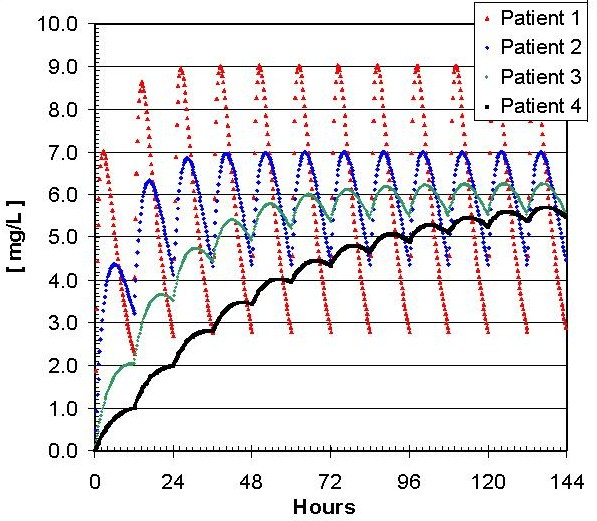 Patient 1
Patient 2
Patient 3
Patient 4
10.0
9.0
8.0
7.0
6.0
5.0
4.0
3.0
2.0
1.0
0.0
[ mg/L ]
0 24 48 72 96 120 144
Hours